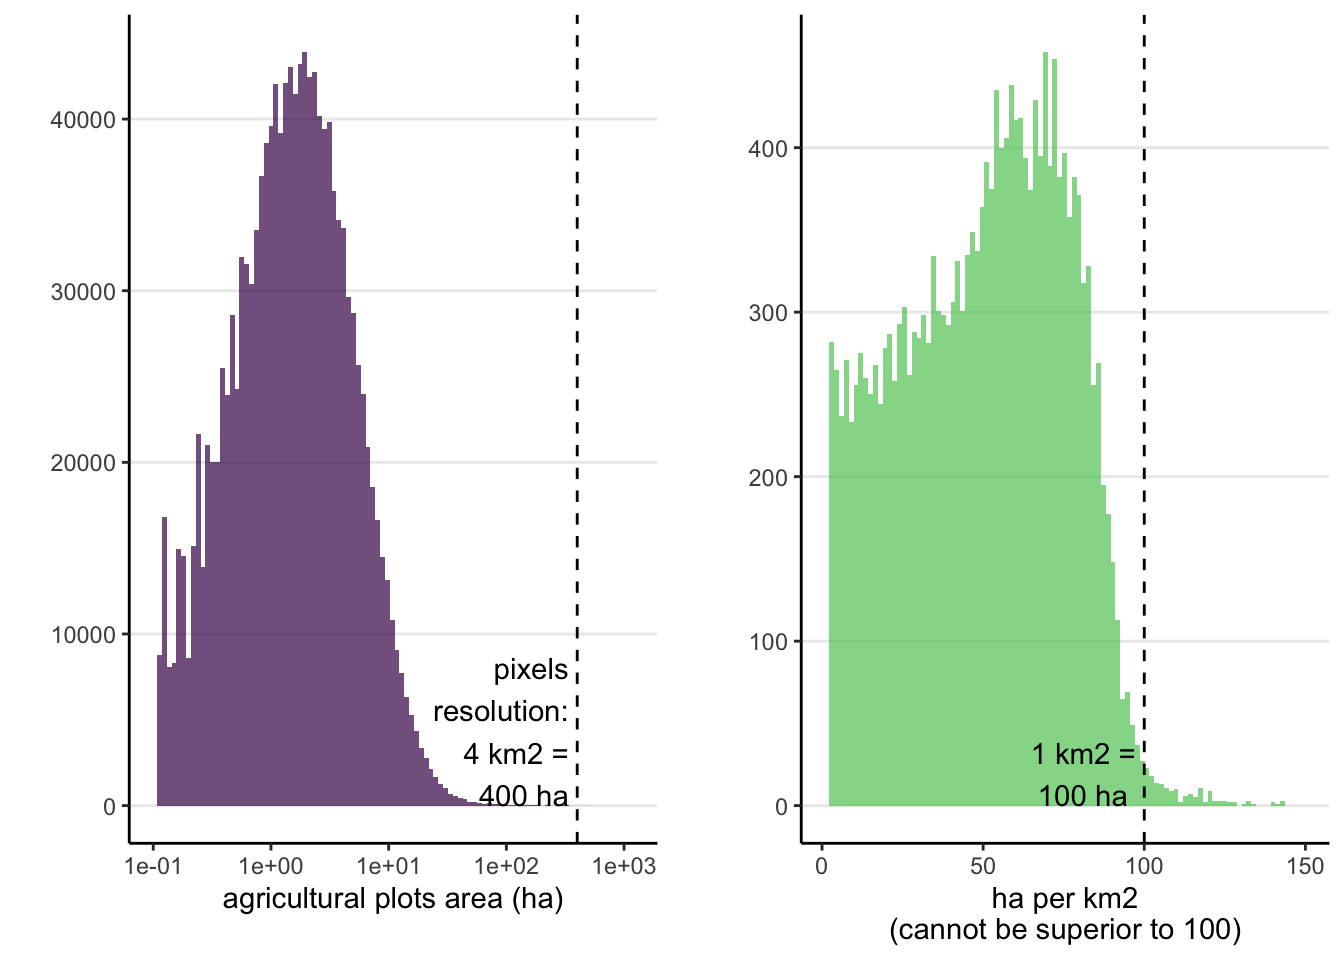 40000
30000
20000
10000
0
pixels
resolution:
4 km2 =
400 ha
1e-01 1e+00 1e+01 1e+02 1e+03
agricultural plots area (ha)
400
300
200
100
0
1 km2 =
100 ha
0 50 100 150
ha per km2
(cannot be superior to 100)